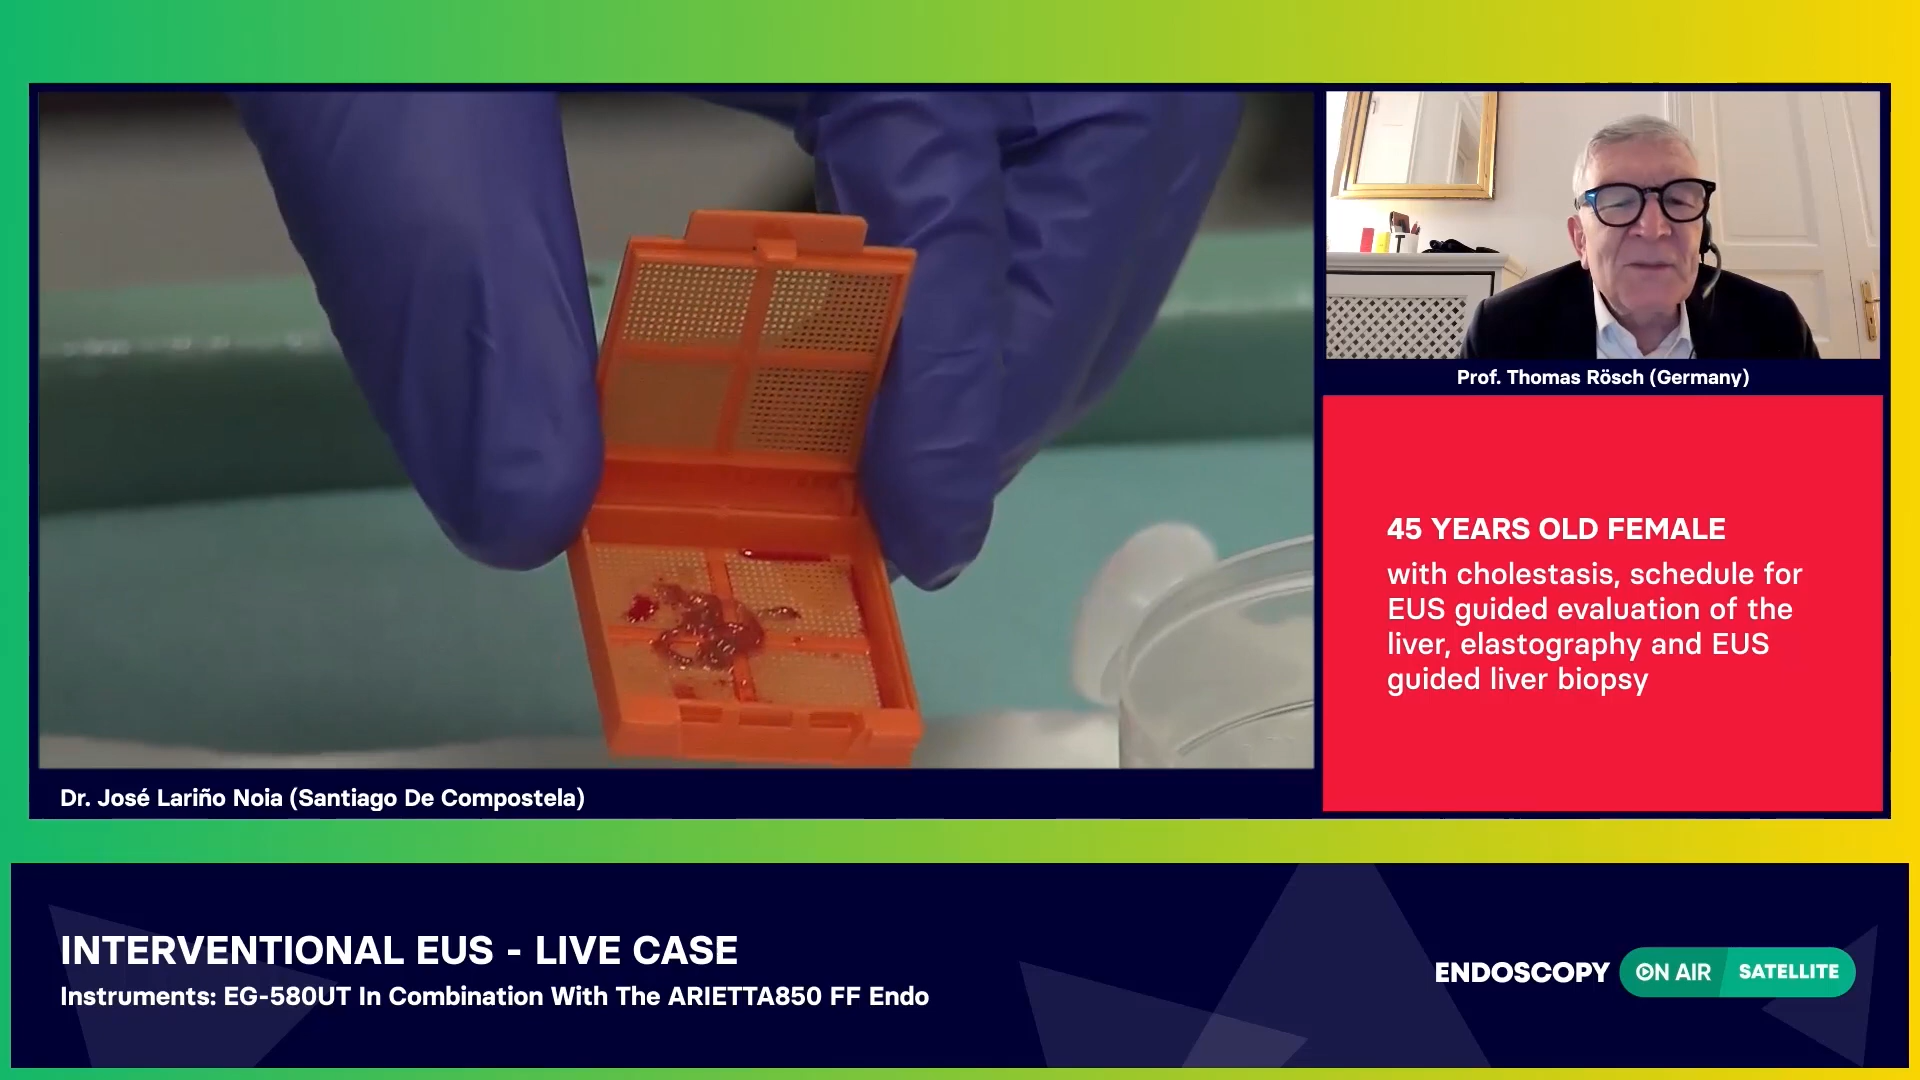 Prof. Thomas Rösch (Germany)
45 YEARS OLD FEMALE
with cholestasis, schedule for
EUS guided evaluation of the
liver, elastography and EUS
guided liver biopsy
Dr. José Lariño Noia (Santiago De Compostela)
INTERVENTIONAL EUS - LIVE CASE
Instruments: EG-580UT In Combination With The ARIETTA850 FF Endo
ENDOSCOPY ON AIR SATELLITE